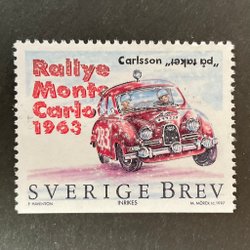 Rallye
Monte
Carlo
1963
Carlsson „på taket”
283
SVERIGE BREV
INRIKES
M. MÖRCK sc. 1997